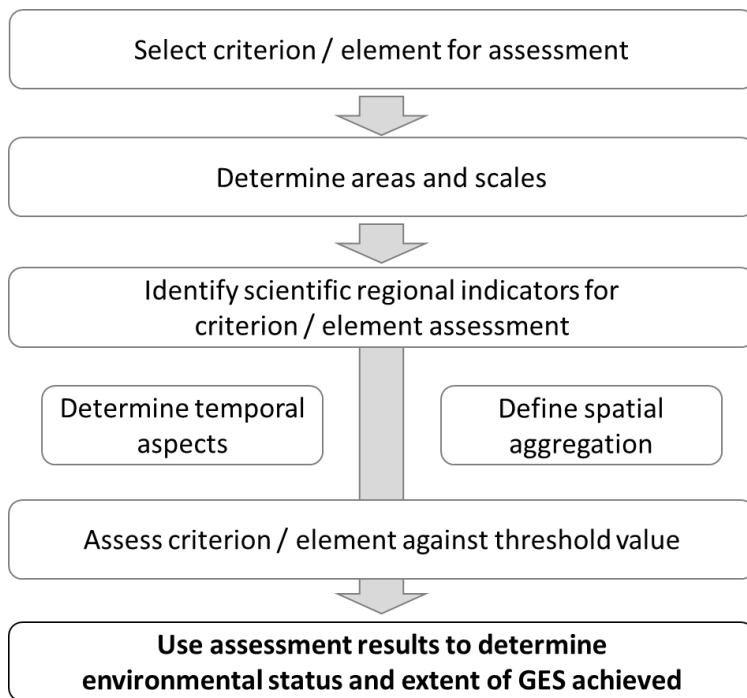 Select criterion / element for assessment
Determine areas and scales
Identify scientific regional indicators for
criterion / element assessment
Determine temporal
aspects
Define spatial
aggregation
Assess criterion / element against threshold value
Use assessment results to determine
environmental status and extent of GES achieved